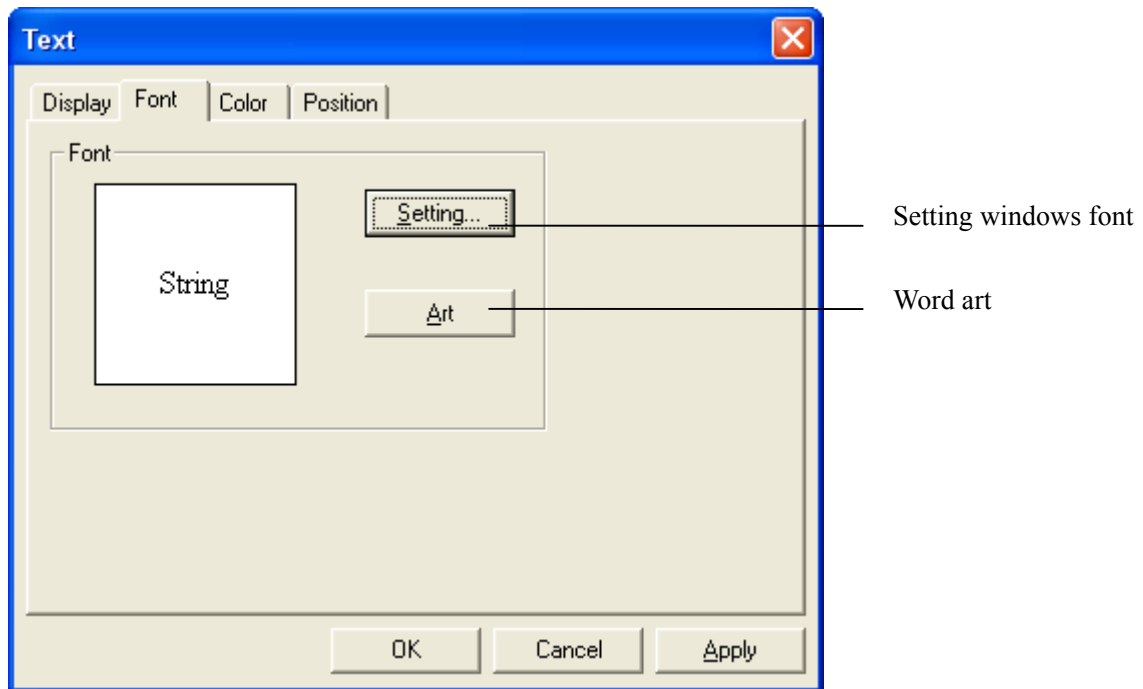 Text
Display Font Color Position
Font
Setting... Setting windows font
String
Art Word art
OK Cancel Apply